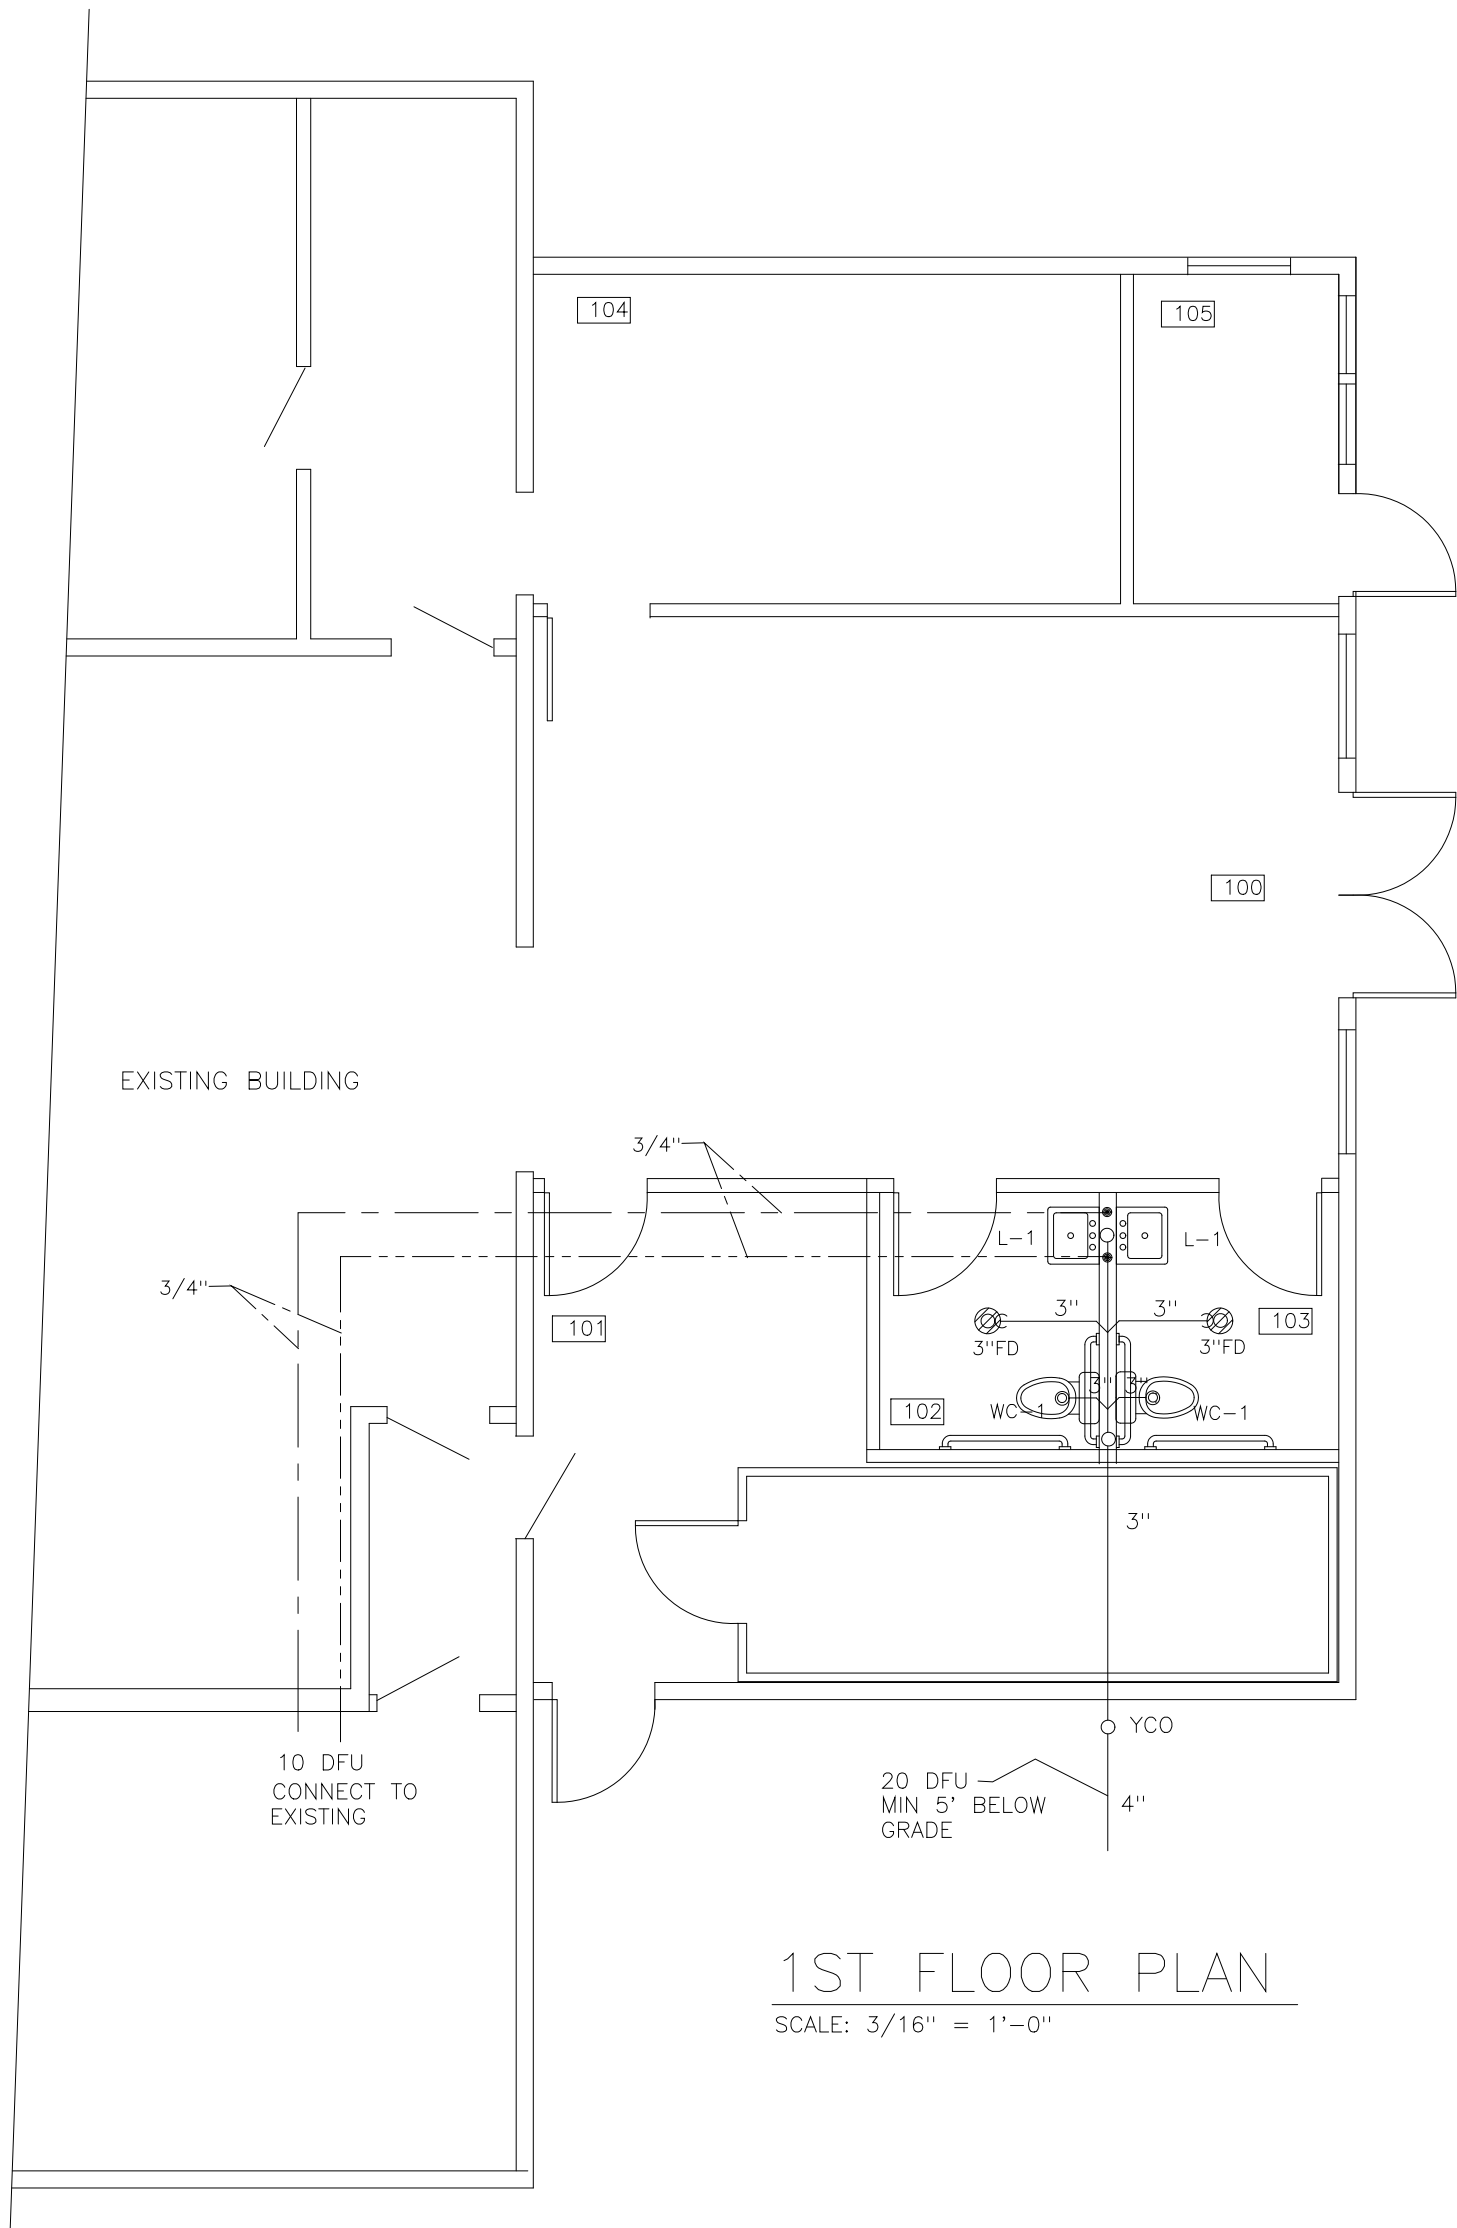 104
105
100
EXISTING BUILDING
3/4"
L-1
L-1
3/4"
3"
3"
101
103
3"FD
3"FD
3"
3"
102
WC-1
WC-1
3"
YCO
10 DFU
CONNECT TO
EXISTING
20 DFU
MIN 5' BELOW
GRADE
4"
1ST FLOOR PLAN
SCALE: 3/16" = 1'-0"